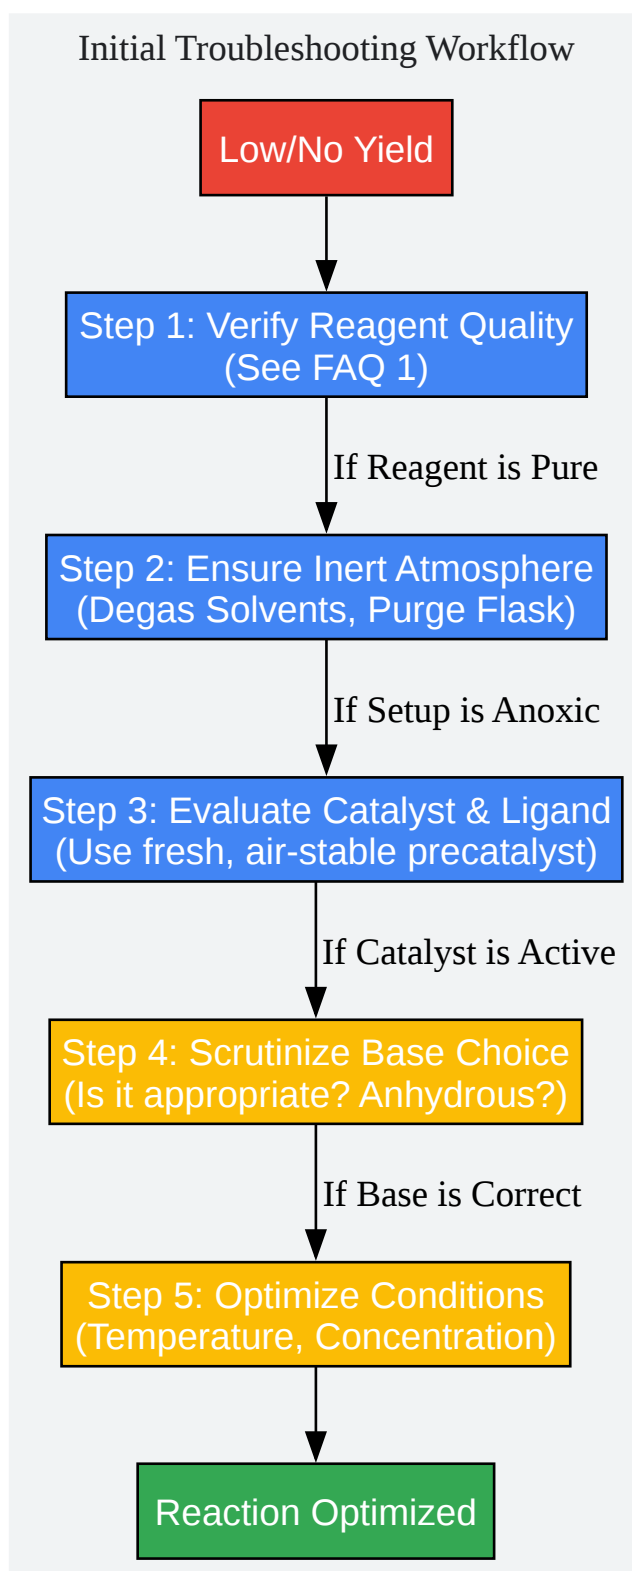 Initial Troubleshooting Workflow
Low/No Yield
Step 1: Verify Reagent Quality
(See FAQ 1)
If Reagent is Pure
Step 2: Ensure Inert Atmosphere
(Degas Solvents, Purge Flask)
If Setup is Anoxic
Step 3: Evaluate Catalyst & Ligand
(Use fresh, air-stable precatalyst)
If Catalyst is Active
Step 4: Scrutinize Base Choice
(Is it appropriate? Anhydrous?)
If Base is Correct
Step 5: Optimize Conditions
(Temperature, Concentration)
Reaction Optimized